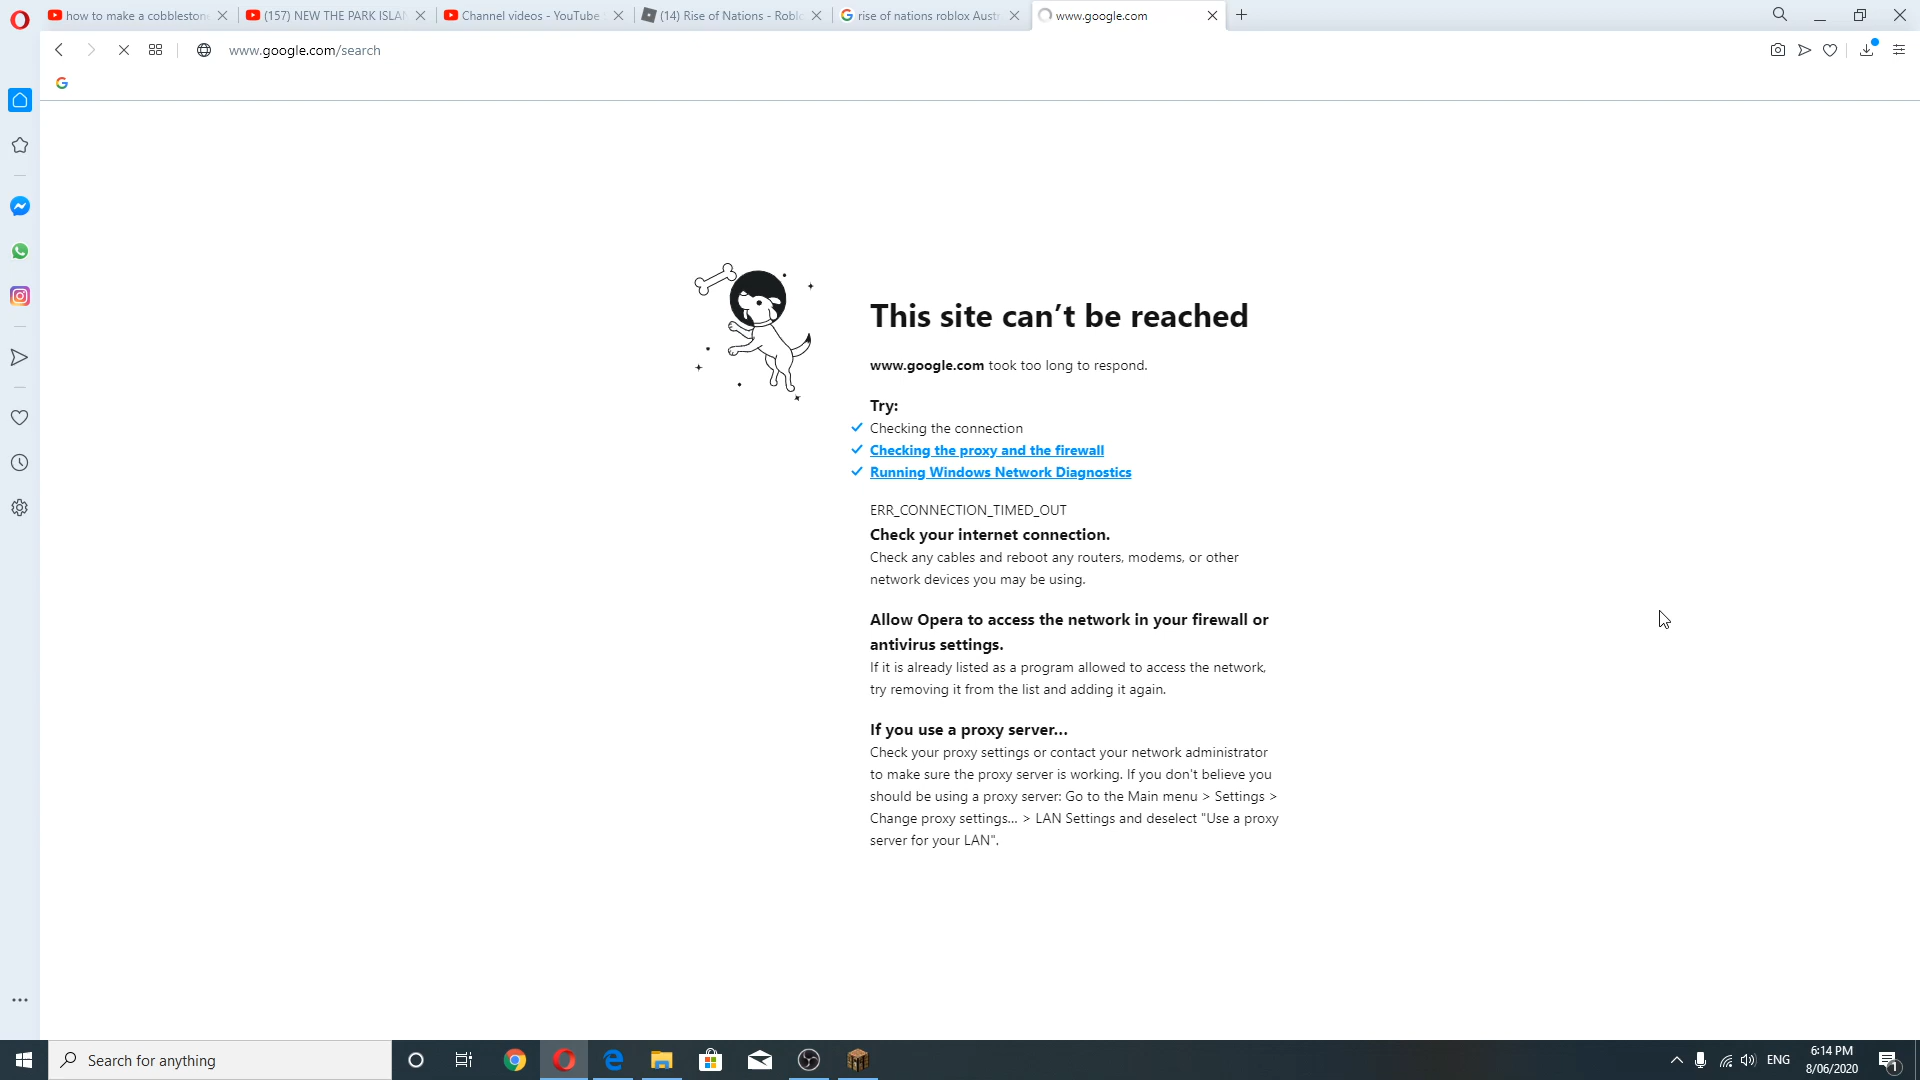 how to make a cobblestone
(157) NEW THE PARK ISLAN
Channel videos - YouTube
(14) Rise of Nations - Roblo
rise of nations roblox Austr
www.google.com
www.google.com/search
This site can’t be reached
www.google.com took too long to respond.
Try:
Checking the connection
Checking the proxy and the firewall
Running Windows Network Diagnostics
ERR_CONNECTION_TIMED_OUT
Check your internet connection.
Check any cables and reboot any routers, modems, or other
network devices you may be using.
Allow Opera to access the network in your firewall or
antivirus settings.
If it is already listed as a program allowed to access the network,
try removing it from the list and adding it again.
If you use a proxy server...
Check your proxy settings or contact your network administrator
to make sure the proxy server is working. If you don't believe you
should be using a proxy server: Go to the Main menu > Settings >
Change proxy settings... > LAN Settings and deselect "Use a proxy
server for your LAN".
Search for anything
ENG
6:14 PM
8/06/2020
1